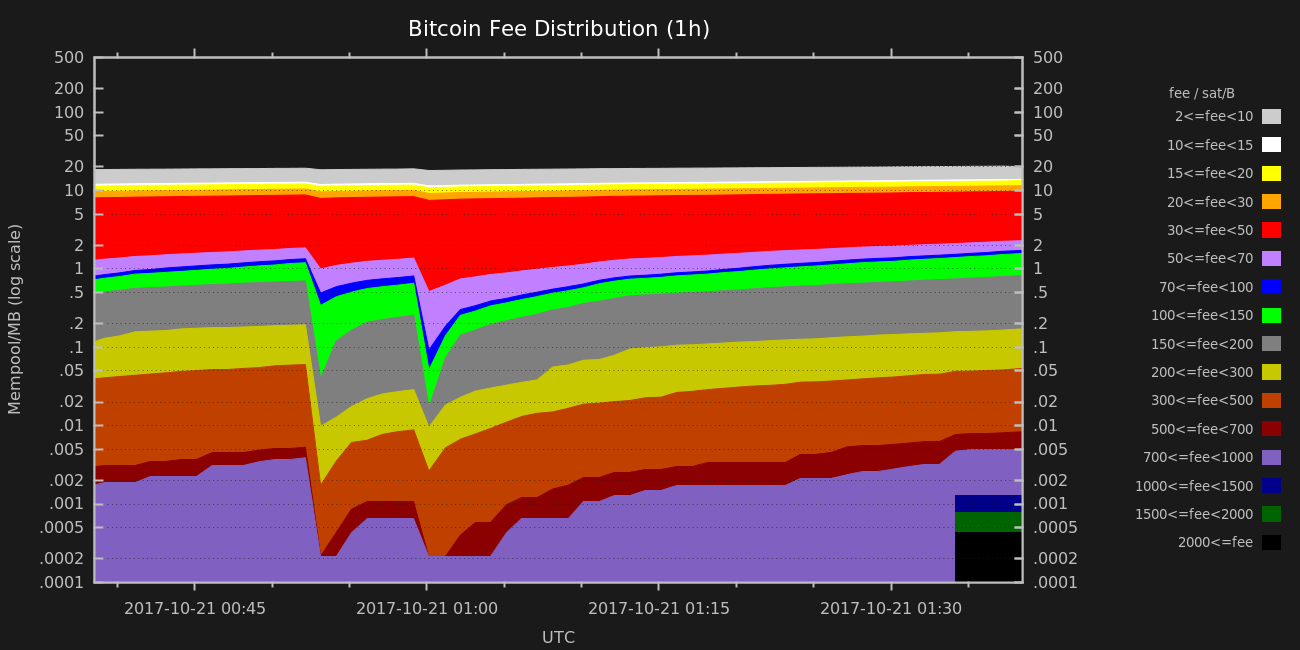 Bitcoin Fee Distribution (1h)
Mempool/MB (log scale)
500
200
100
50
20
10
5
2
1
.5
.2
.1
.05
.02
.01
.005
.002
.001
.0005
.0002
.0001
500
200
100
50
20
10
5
2
1
.5
.2
.1
.05
.02
.01
.005
.002
.001
.0005
.0002
.0001
fee / sat/B
2<=fee<10
10<=fee<15
15<=fee<20
20<=fee<30
30<=fee<50
50<=fee<70
70<=fee<100
100<=fee<150
150<=fee<200
200<=fee<300
300<=fee<500
500<=fee<700
700<=fee<1000
1000<=fee<1500
1500<=fee<2000
2000<=fee
2017-10-21 00:45
2017-10-21 01:00
2017-10-21 01:15
2017-10-21 01:30
UTC